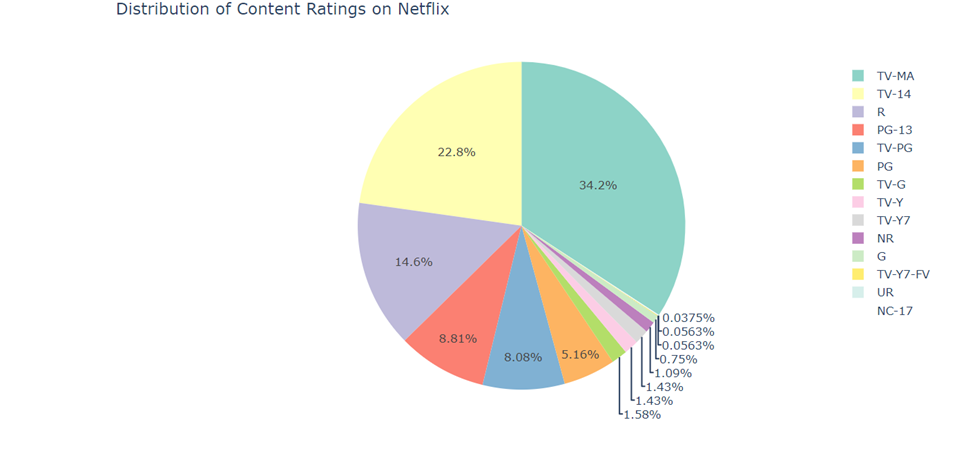 Distribution of Content Ratings on Netflix
34.2%
22.8%
14.6%
8.81%
8.08%
5.16%
0.0375%
0.0563%
0.0563%
0.75%
1.09%
1.43%
1.43%
1.58%
TV-MA
TV-14
R
PG-13
TV-PG
PG
TV-G
TV-Y
TV-Y7
NR
G
TV-Y7-FV
UR
NC-17